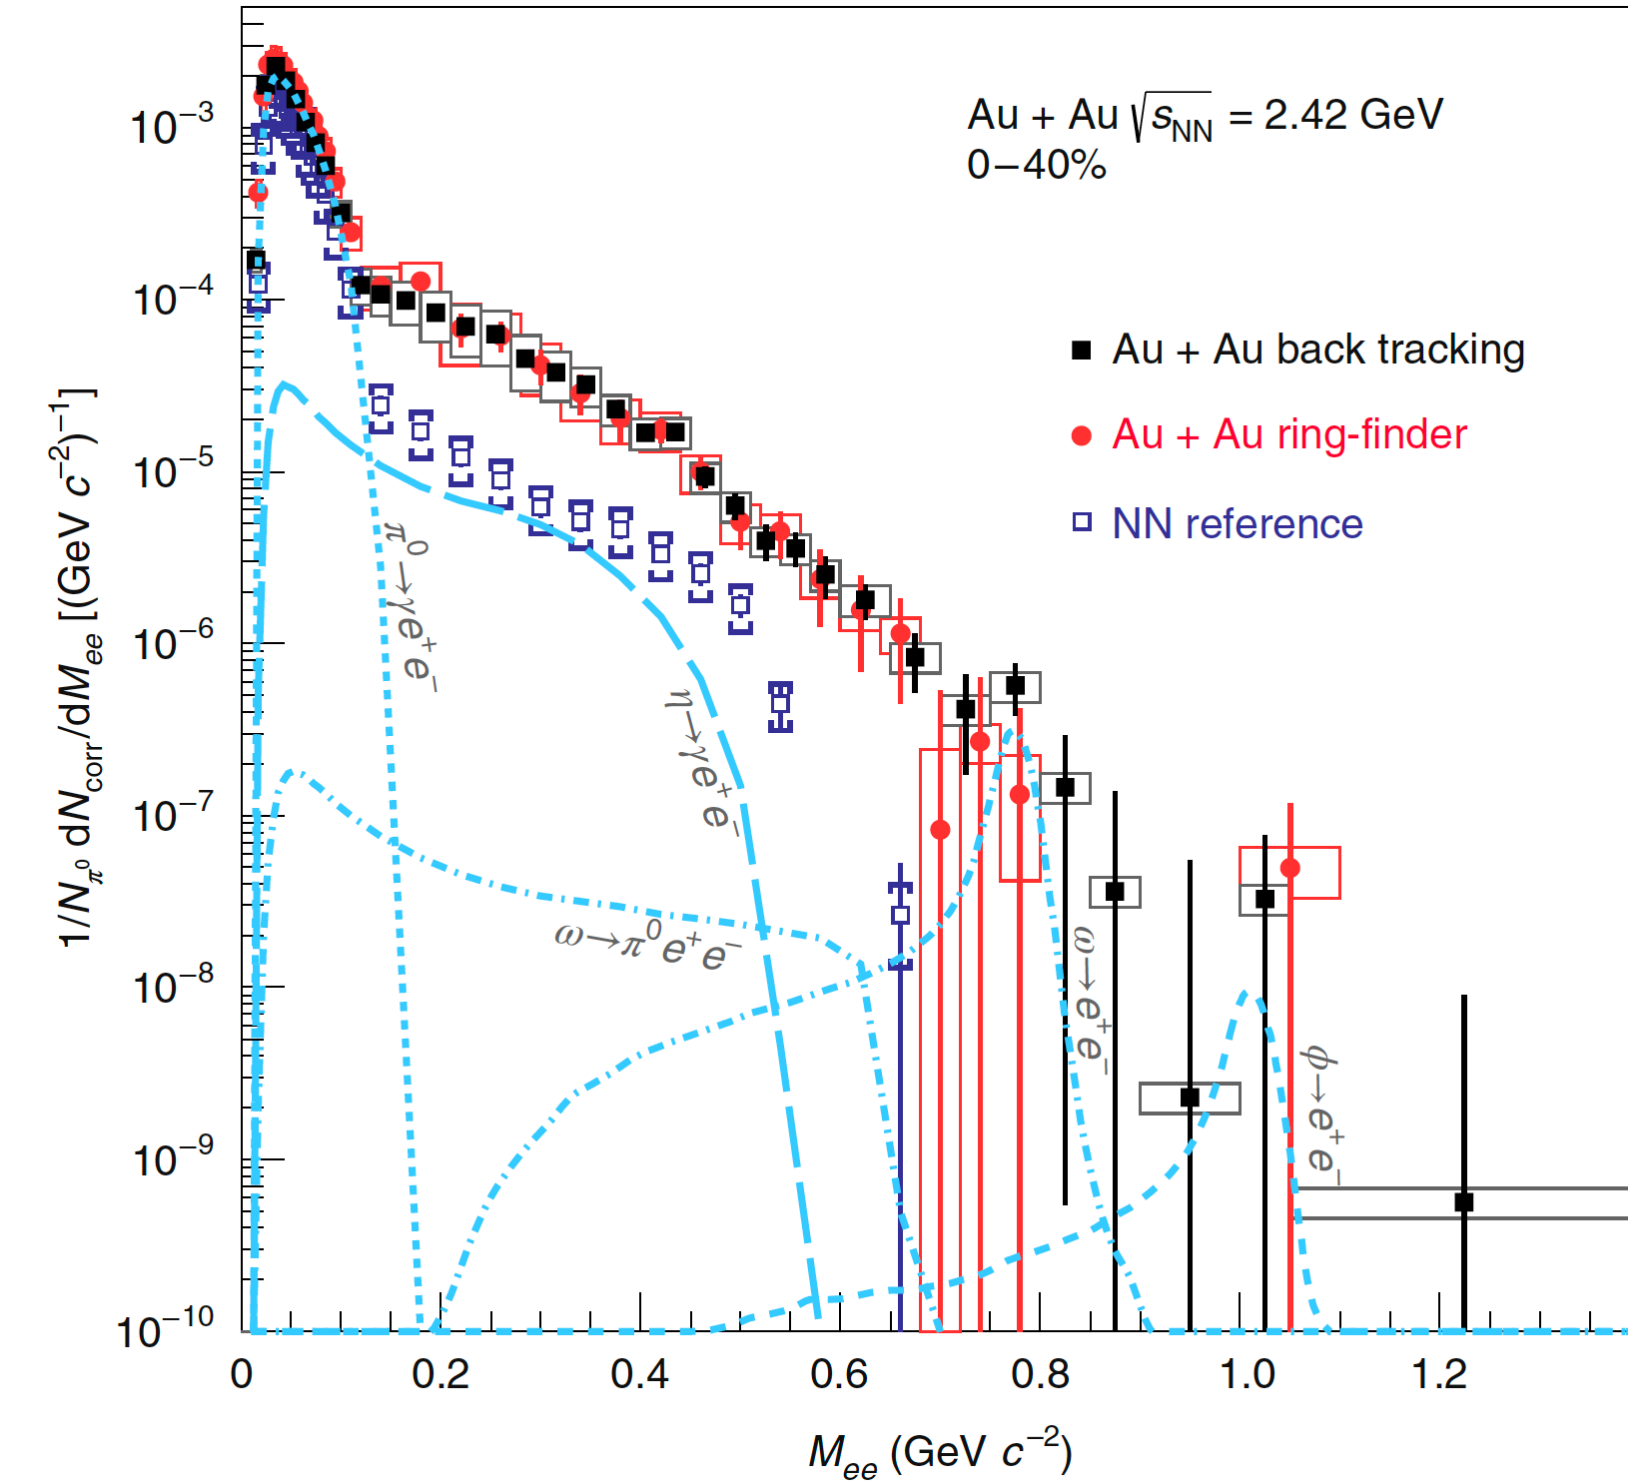 Au + Au √sNN = 2.42 GeV
0−40%
Au + Au back tracking
Au + Au ring-finder
NN reference
1/Nπ⁰ dNcorr/dMee [(GeV c⁻²)⁻¹]
10⁻³
10⁻⁴
10⁻⁵
10⁻⁶
10⁻⁷
10⁻⁸
10⁻⁹
10⁻¹⁰
π⁰→γe⁺e⁻
η→γe⁺e⁻
ω→π⁰e⁺e⁻
ω→e⁺e⁻
ϕ→e⁺e⁻
0 0.2 0.4 0.6 0.8 1.0 1.2
Mee (GeV c⁻²)